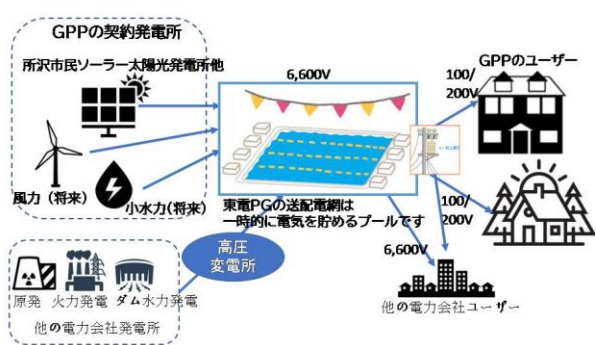 GPPの契約発電所
所沢市民ソーラー太陽光発電所他
風力（将来）
小水力(将来)
6,600V
東電PGの送配電網は
一時的に電気を貯めるプールです
100/
200V
GPPのユーザー
100/
200V
6,600V
他の電力会社ユーザー
高圧
変電所
原発 火力発電 ダム水力発電
他の電力会社発電所